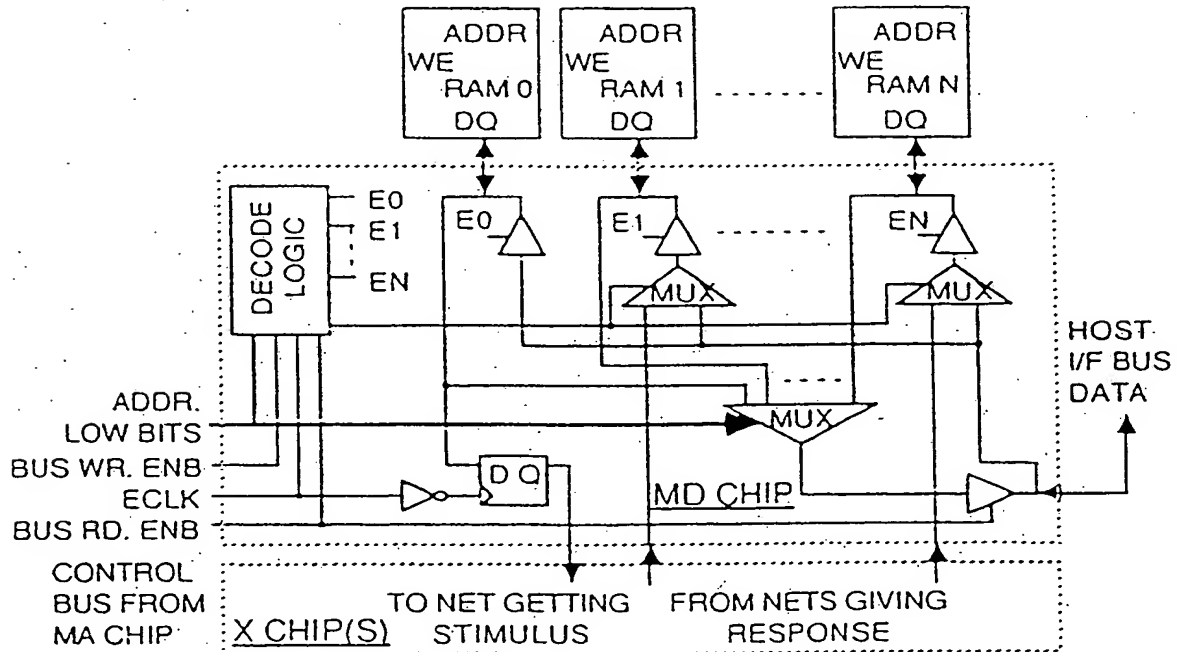 ADDR
WE
RAM 0
DQ
ADDR
WE
RAM 1
DQ
ADDR
WE
RAM N
DQ
DECODE
LOGIC
E0
E1
EN
E0
E1
EN
MUX
MUX
MUX
HOST
I/F BUS
DATA
ADDR.
LOW BITS
BUS WR. ENB
ECLK
BUS RD. ENB
D Q
MD CHIP
CONTROL
BUS FROM
MA CHIP
X CHIP(S)
TO NET GETTING
STIMULUS
FROM NETS GIVING
RESPONSE